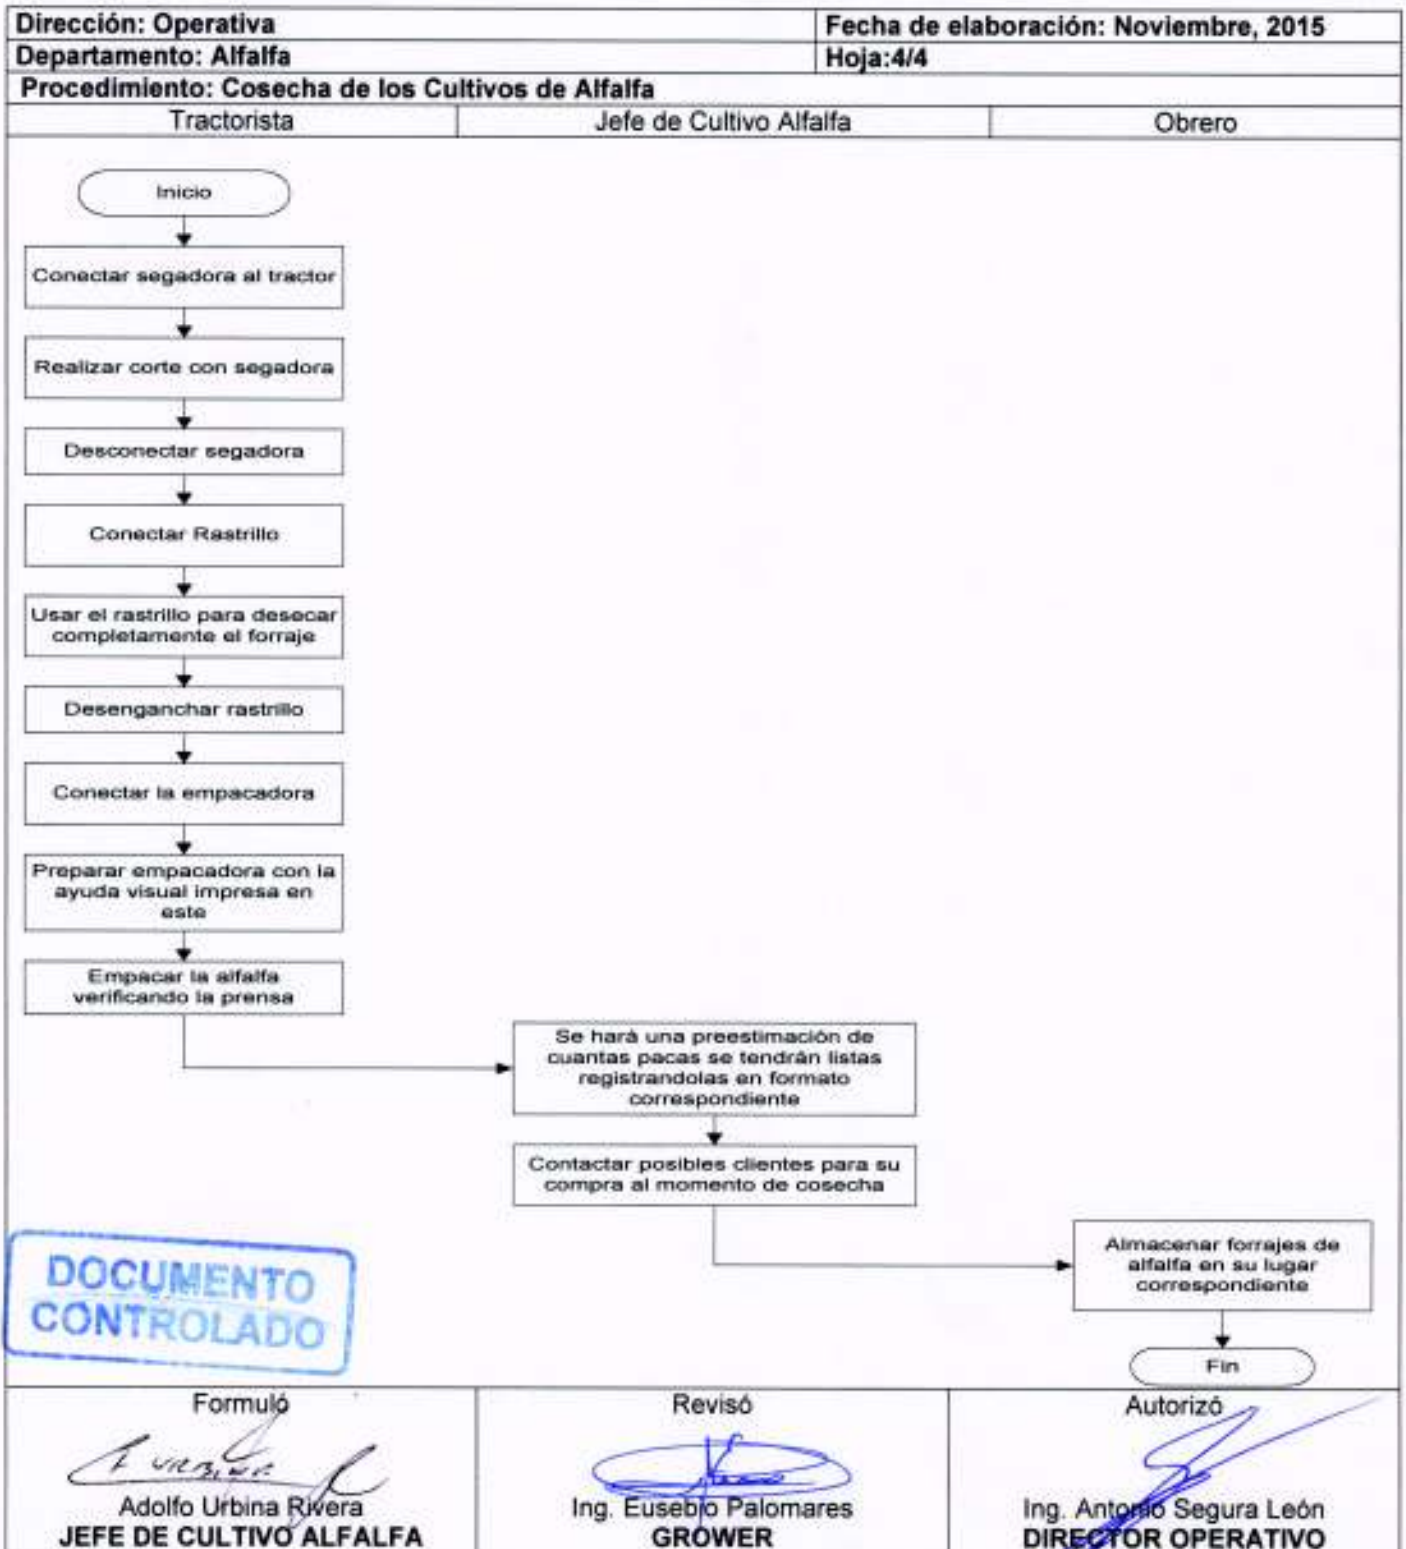 Dirección: Operativa
Fecha de elaboración: Noviembre, 2015
Departamento: Alfalfa
Hoja:4/4
Procedimiento: Cosecha de los Cultivos de Alfalfa
Tractorista
Jefe de Cultivo Alfalfa
Obrero
Inicio
Conectar segadora al tractor
Realizar corte con segadora
Desconectar segadora
Conectar Rastrillo
Usar el rastrillo para desecar
completamente el forraje
Desenganchar rastrillo
Conectar la empacadora
Preparar empacadora con la
ayuda visual impresa en
este
Empacar la alfalfa
verificando la prensa
Se hará una preestimación de
cuantas pacas se tendrán listas
registrandolas en formato
correspondiente
Contactar posibles clientes para su
compra al momento de cosecha
Almacenar forrajes de
alfalfa en su lugar
correspondiente
Fin
DOCUMENTO
CONTROLADO
Formuló
Revisó
Autorizó
Adolfo Urbina Rivera
JEFE DE CULTIVO ALFALFA
Ing. Eusebio Palomares
GROWER
Ing. Antonio Segura León
DIRECTOR OPERATIVO